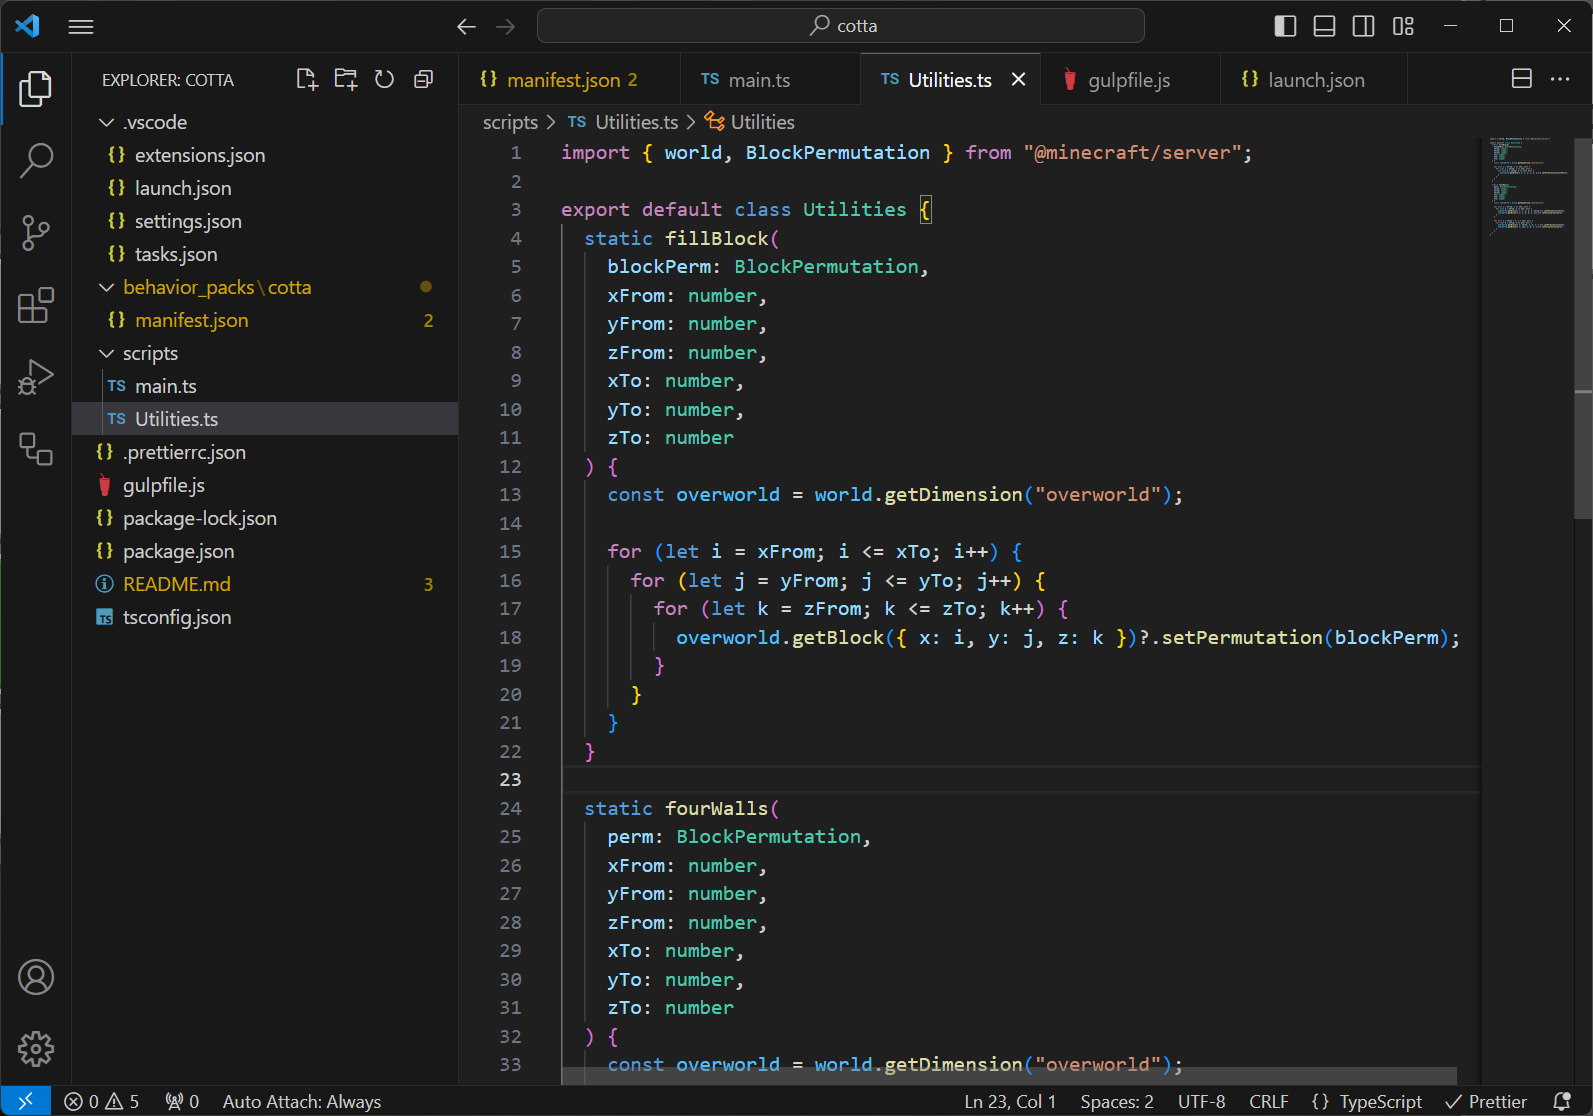 cotta
EXPLORER: COTTA
.vscode
{} extensions.json
{} launch.json
{} settings.json
{} tasks.json
behavior_packs\cotta
{} manifest.json 2
scripts
TS main.ts
TS Utilities.ts
{} .prettierrc.json
gulpfile.js
{} package-lock.json
{} package.json
README.md 3
TS tsconfig.json
{} manifest.json 2 TS main.ts TS Utilities.ts gulpfile.js {} launch.json
scripts > TS Utilities.ts > Utilities
1 import { world, BlockPermutation } from "@minecraft/server";
2
3 export default class Utilities {
4 static fillBlock(
5 blockPerm: BlockPermutation,
6 xFrom: number,
7 yFrom: number,
8 zFrom: number,
9 xTo: number,
10 yTo: number,
11 zTo: number
12 ) {
13 const overworld = world.getDimension("overworld");
14
15 for (let i = xFrom; i <= xTo; i++) {
16 for (let j = yFrom; j <= yTo; j++) {
17 for (let k = zFrom; k <= zTo; k++) {
18 overworld.getBlock({ x: i, y: j, z: k })?.setPermutation(blockPerm);
19 }
20 }
21 }
22 }
23
24 static fourWalls(
25 perm: BlockPermutation,
26 xFrom: number,
27 yFrom: number,
28 zFrom: number,
29 xTo: number,
30 yTo: number,
31 zTo: number
32 ) {
33 const overworld = world.getDimension("overworld");
0 5 0 Auto Attach: Always Ln 23, Col 1 Spaces: 2 UTF-8 CRLF {} TypeScript Prettier